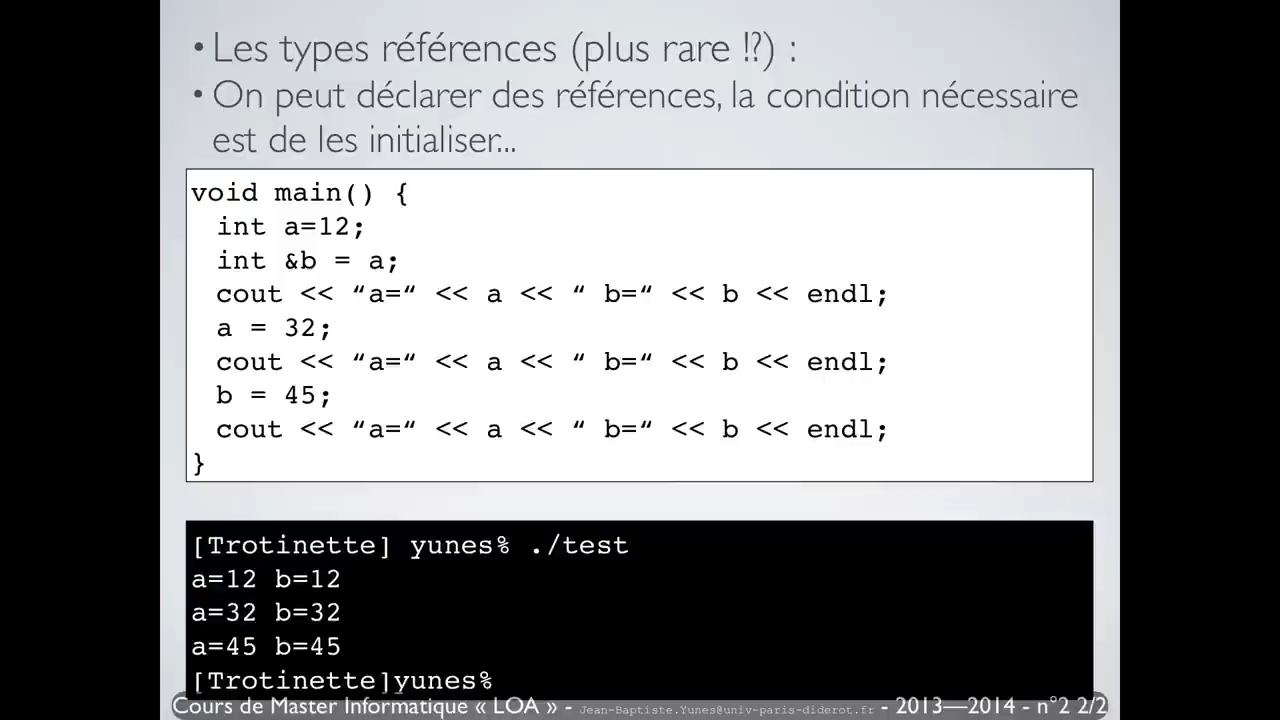 • Les types références (plus rare !?) :
• On peut déclarer des références, la condition nécessaire
est de les initialiser...
void main() {
int a=12;
int &b = a;
cout << “a=“ << a << “ b=“ << b << endl;
a = 32;
cout << “a=“ << a << “ b=“ << b << endl;
b = 45;
cout << “a=“ << a << “ b=“ << b << endl;
}
[Trotinette] yunes% ./test
a=12 b=12
a=32 b=32
a=45 b=45
[Trotinette]yunes%
Cours de Master Informatique « LOA » - Jean-Baptiste.Yunes@univ-paris-diderot.fr - 2013—2014 - n°2 2/2